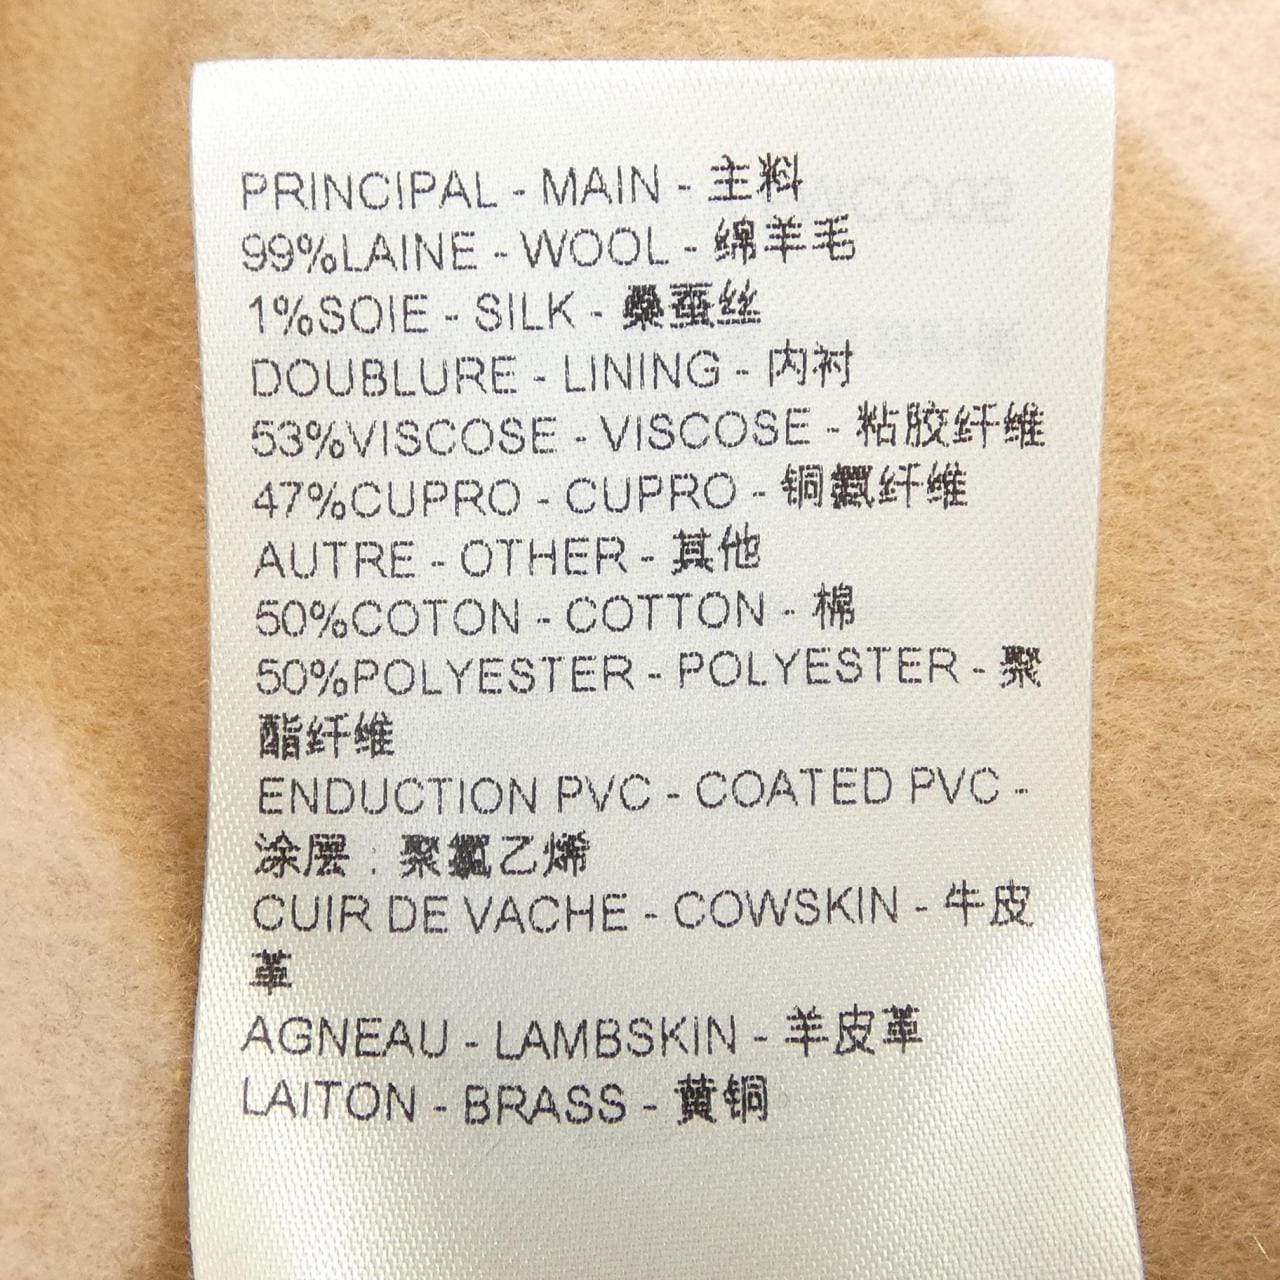 PRINCIPAL - MAIN - 主料
99%LAINE - WOOL - 绵羊毛
1%SOIE - SILK - 桑蚕丝
DOUBLURE - LINING - 内衬
53%VISCOSE - VISCOSE - 粘胶纤维
47%CUPRO - CUPRO - 铜氨纤维
AUTRE - OTHER - 其他
50%COTON - COTTON - 棉
50%POLYESTER - POLYESTER - 聚
酯纤维
ENDUCTION PVC - COATED PVC -
涂层 : 聚氯乙烯
CUIR DE VACHE - COWSKIN - 牛皮
革
AGNEAU - LAMBSKIN - 羊皮革
LAITON - BRASS - 黄铜